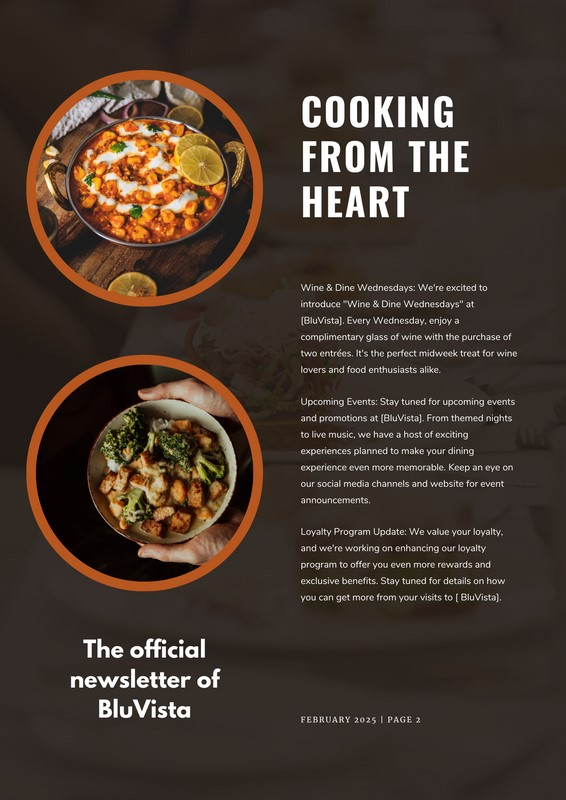 COOKING
FROM THE
HEART
Wine & Dine Wednesdays: We're excited to
introduce "Wine & Dine Wednesdays" at
[BluVista]. Every Wednesday, enjoy a
complimentary glass of wine with the purchase of
two entrées. It's the perfect midweek treat for wine
lovers and food enthusiasts alike.
Upcoming Events: Stay tuned for upcoming events
and promotions at [BluVista]. From themed nights
to live music, we have a host of exciting
experiences planned to make your dining
experience even more memorable. Keep an eye on
our social media channels and website for event
announcements.
Loyalty Program Update: We value your loyalty,
and we're working on enhancing our loyalty
program to offer you even more rewards and
exclusive benefits. Stay tuned for details on how
you can get more from your visits to [ BluVista].
The official
newsletter of
BluVista
FEBRUARY 2025 | PAGE 2